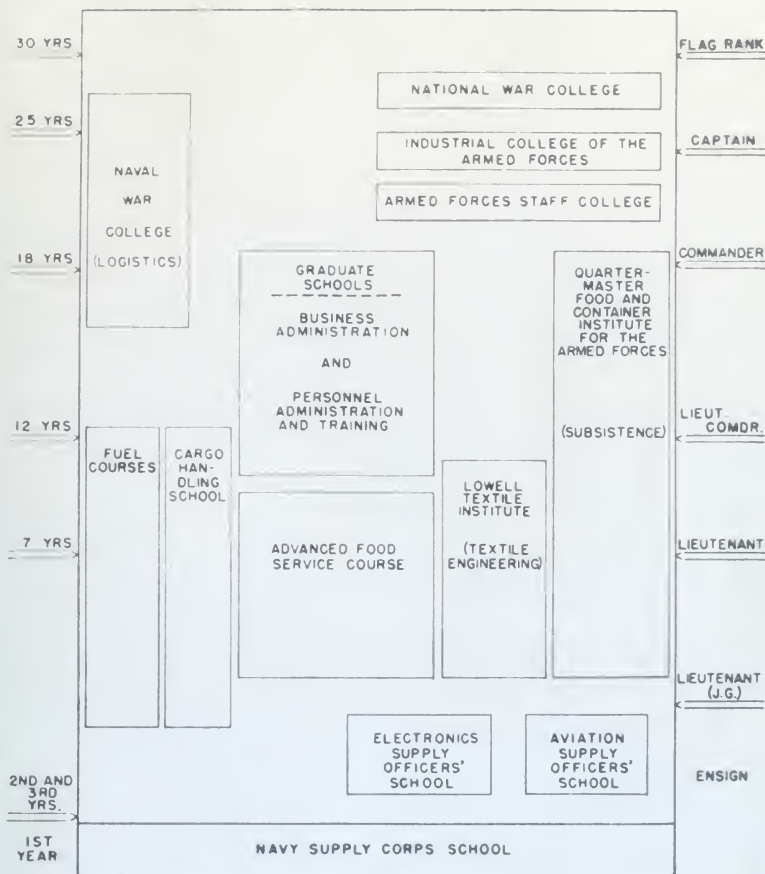 30 YRS
FLAG RANK
NATIONAL WAR COLLEGE
25 YRS
INDUSTRIAL COLLEGE OF THE
ARMED FORCES
CAPTAIN
NAVAL
WAR
COLLEGE
(LOGISTICS)
ARMED FORCES STAFF COLLEGE
18 YRS
COMMANDER
GRADUATE
SCHOOLS
BUSINESS
ADMINISTRATION
AND
PERSONNEL
ADMINISTRATION
AND TRAINING
QUARTER-
MASTER
FOOD AND
CONTAINER
INSTITUTE
FOR THE
ARMED FORCES
(SUBSISTENCE)
12 YRS
LIEUT.
COMDR.
FUEL
COURSES
CARGO
HAN-
DLING
SCHOOL
LOWELL
TEXTILE
INSTITUTE
(TEXTILE
ENGINEERING)
7 YRS
ADVANCED FOOD
SERVICE COURSE
LIEUTENANT
LIEUTENANT
(J.G.)
ELECTRONICS
SUPPLY
OFFICERS'
SCHOOL
AVIATION
SUPPLY
OFFICERS'
SCHOOL
2ND AND
3RD
YRS.
ENSIGN
1ST
YEAR
NAVY SUPPLY CORPS SCHOOL